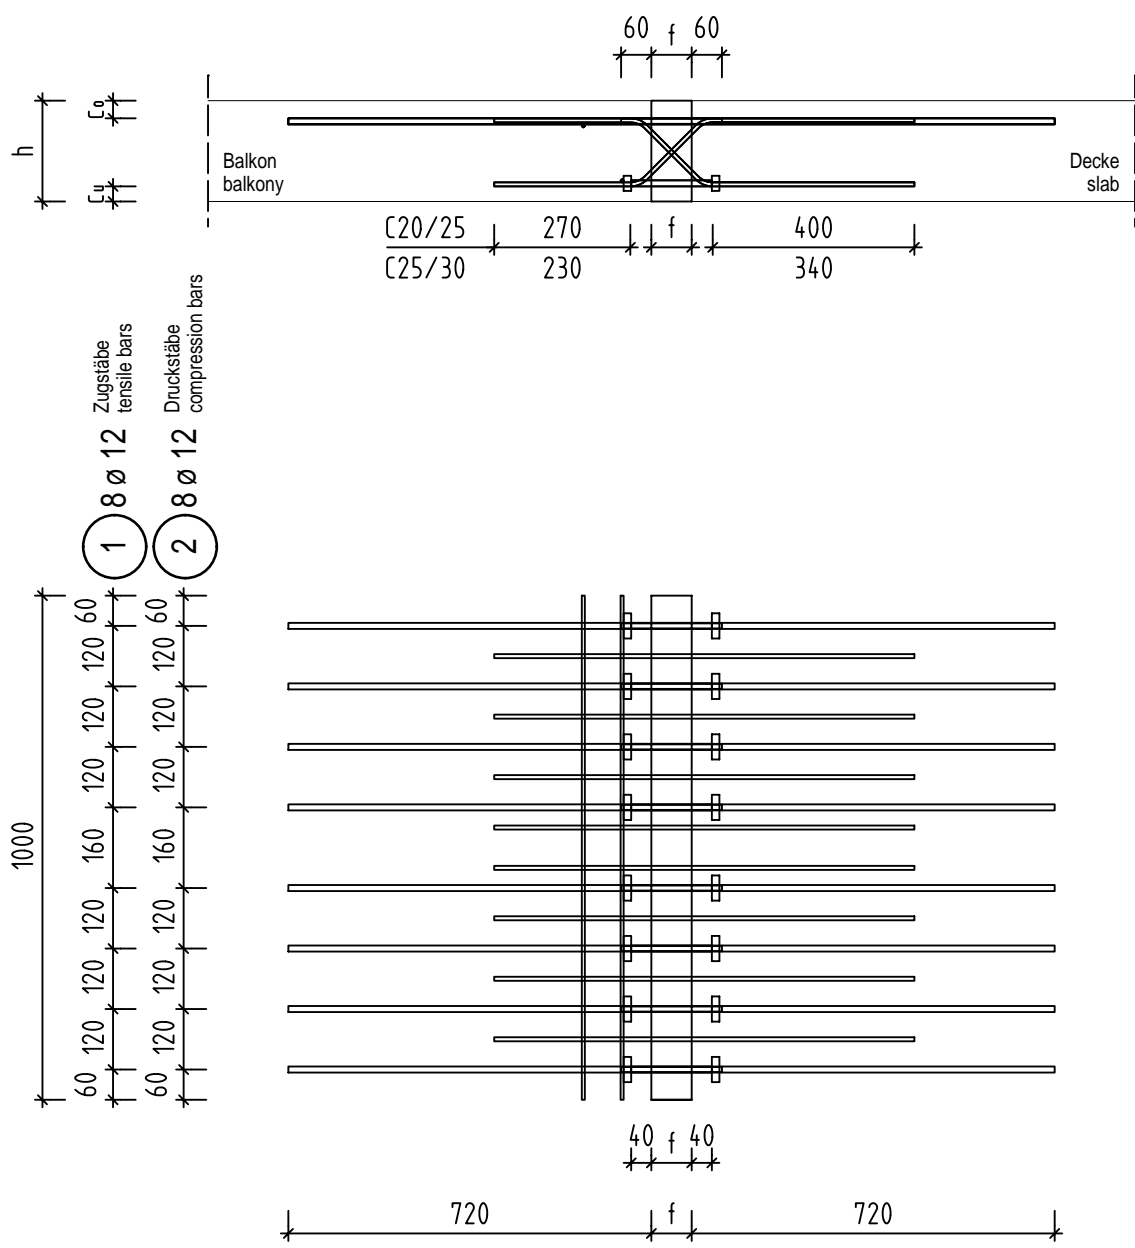 60 f 60
Co
h
Cu
Balkon
balkony
Decke
slab
C20/25 270 f 400
C25/30 230 340
1 8 ø 12 Zugstäbe
tensile bars
2 8 ø 12 Druckstäbe
compression bars
1000
60 60
120 120
120 120
120 120
160 160
120 120
120 120
120 120
60 60
40 f 40
720 f 720